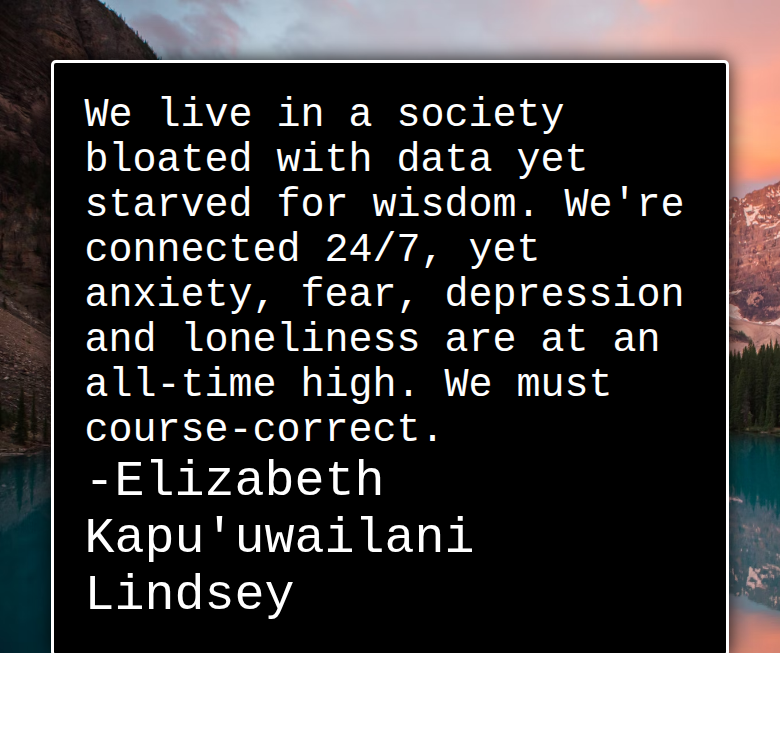 We live in a society
bloated with data yet
starved for wisdom. We're
connected 24/7, yet
anxiety, fear, depression
and loneliness are at an
all-time high. We must
course-correct.
-Elizabeth
Kapu'uwailani
Lindsey